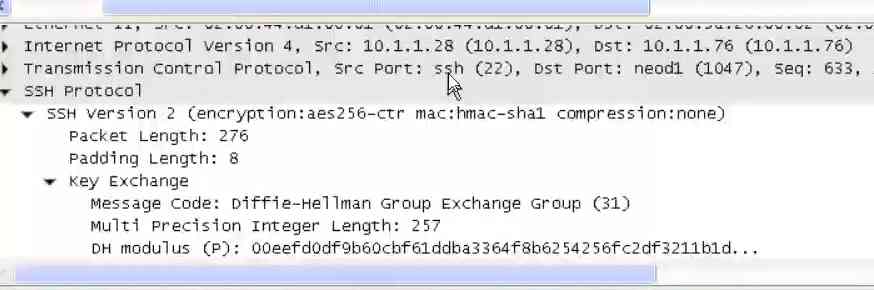 Internet Protocol Version 4, Src: 10.1.1.28 (10.1.1.28), Dst: 10.1.1.76 (10.1.1.76)
Transmission Control Protocol, Src Port: ssh (22), Dst Port: neod1 (1047), Seq: 633,
SSH Protocol
SSH Version 2 (encryption:aes256-ctr mac:hmac-sha1 compression:none)
Packet Length: 276
Padding Length: 8
Key Exchange
Message Code: Diffie-Hellman Group Exchange Group (31)
Multi Precision Integer Length: 257
DH modulus (P): 00eefd0df9b60cbf61ddba3364f8b6254256fc2df3211b1d...